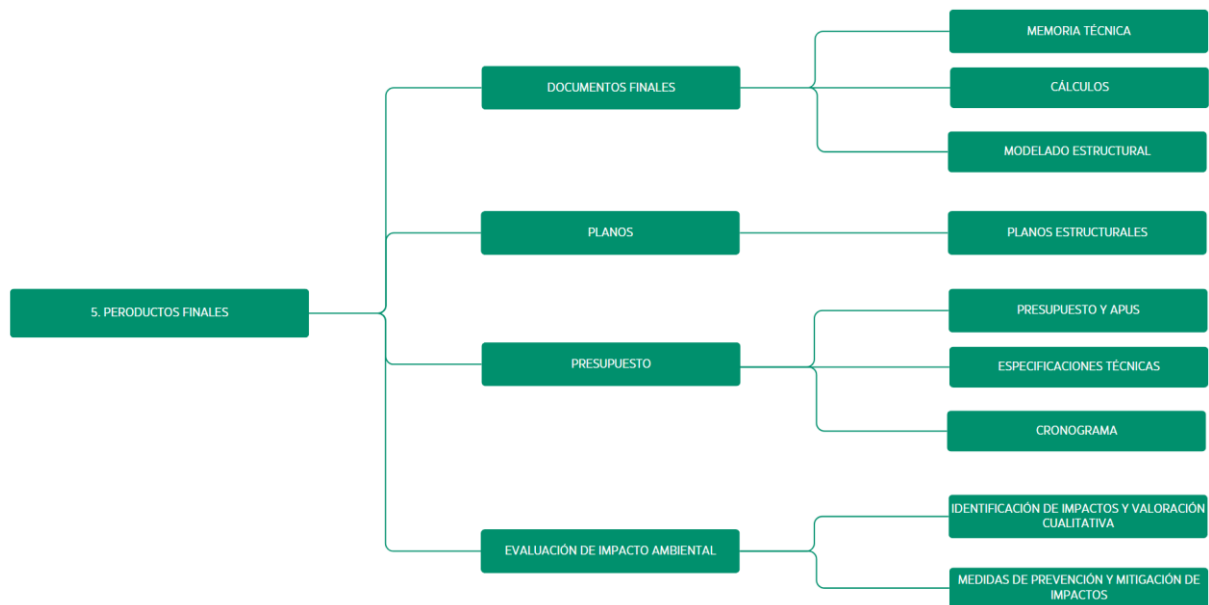 5. PERODUCTOS FINALES
DOCUMENTOS FINALES
MEMORIA TÉCNICA
CÁLCULOS
MODELADO ESTRUCTURAL
PLANOS
PLANOS ESTRUCTURALES
PRESUPUESTO
PRESUPUESTO Y APUS
ESPECIFICACIONES TÉCNICAS
CRONOGRAMA
EVALUACIÓN DE IMPACTO AMBIENTAL
IDENTIFICACIÓN DE IMPACTOS Y VALORACIÓN
CUALITATIVA
MEDIDAS DE PREVENCIÓN Y MITIGACIÓN DE
IMPACTOS